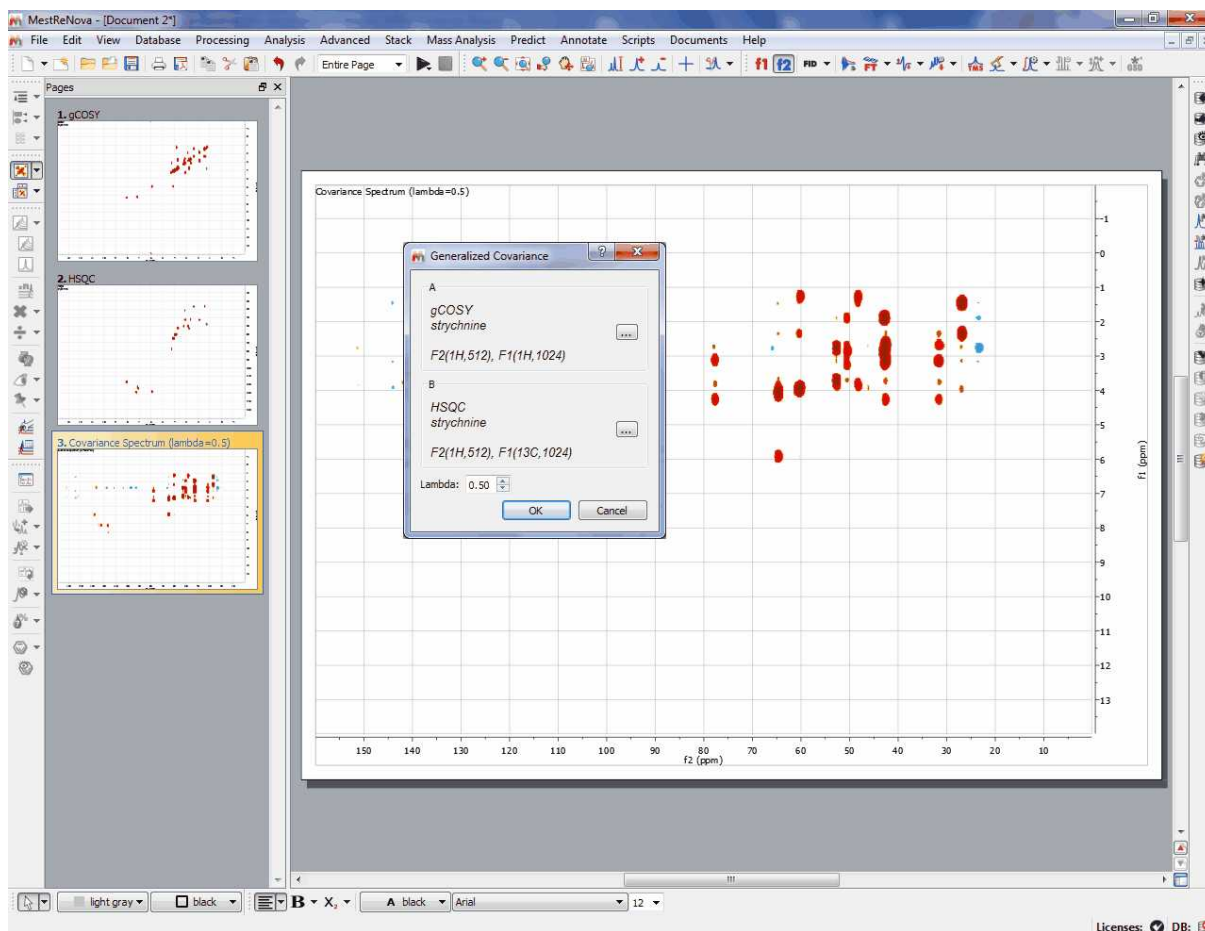 MestReNova - [Document 2*]
File Edit View Database Processing Analysis Advanced Stack Mass Analysis Predict Annotate Scripts Documents Help
Entire Page
f1 f2 FID
Pages
1. gCOSY
2. HSQC
3. Covariance Spectrum (lambda=0.5)
Covariance Spectrum (lambda=0.5)
Generalized Covariance
A
gCOSY
strychnine
...
F2(1H,512), F1(1H,1024)
B
HSQC
strychnine
...
F2(1H,512), F1(13C,1024)
Lambda: 0.50
OK Cancel
-1
0
1
2
3
4
5
6
7
8
9
10
11
12
13
f1 (ppm)
150 140 130 120 110 100 90 80 70 60 50 40 30 20 10
f2 (ppm)
light gray black B X₂ A black Arial 12
Licenses: DB: